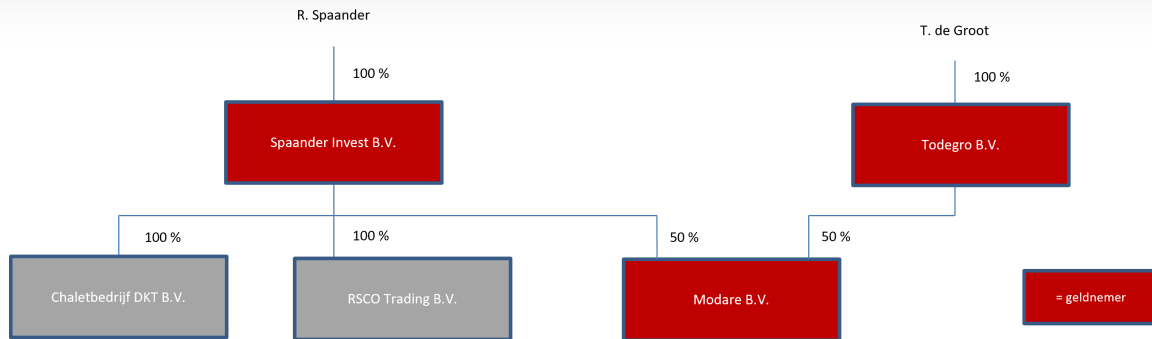 R. Spaander
T. de Groot
100 %
100 %
Spaander Invest B.V.
Todegro B.V.
100 %
100 %
50 %
50 %
Chaletbedrijf DKT B.V.
RSCO Trading B.V.
Modare B.V.
= geldnemer